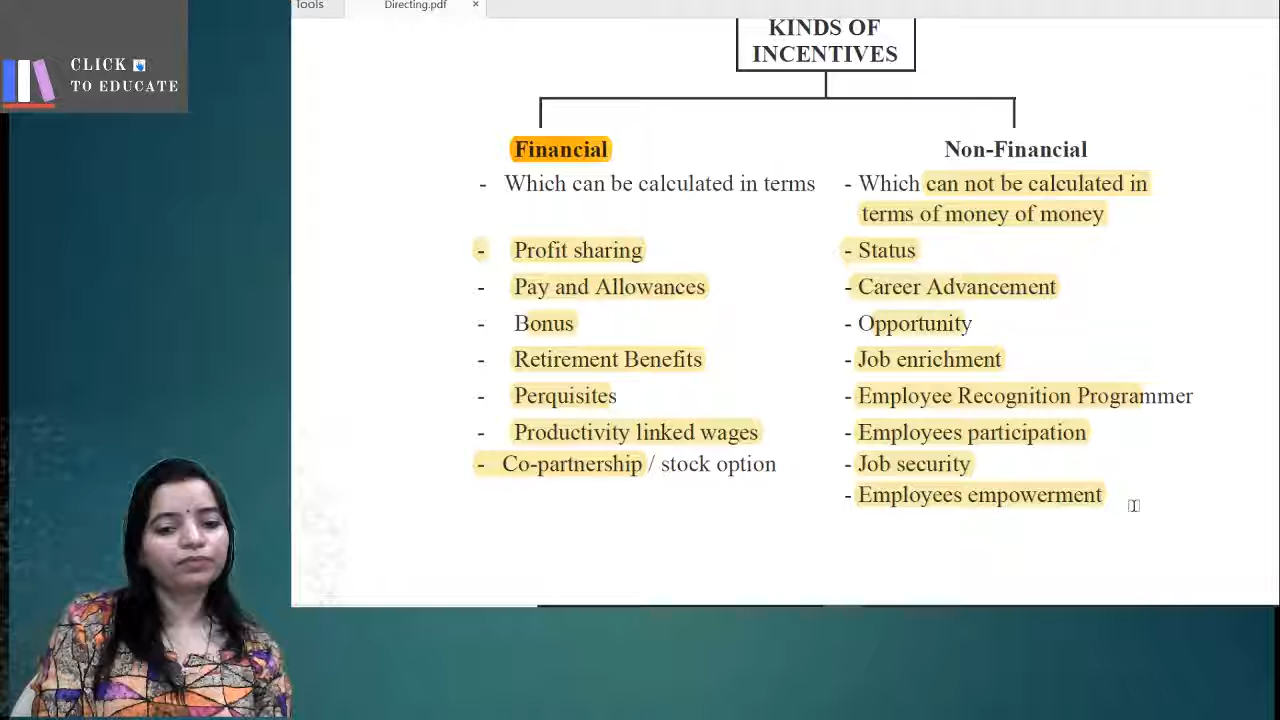 Tools
Directing.pdf
×
CLICK
TO EDUCATE
KINDS OF
INCENTIVES
Financial
- Which can be calculated in terms
- Profit sharing
- Pay and Allowances
- Bonus
- Retirement Benefits
- Perquisites
- Productivity linked wages
- Co-partnership / stock option
Non-Financial
- Which can not be calculated in
terms of money of money
- Status
- Career Advancement
- Opportunity
- Job enrichment
- Employee Recognition Programmer
- Employees participation
- Job security
- Employees empowerment